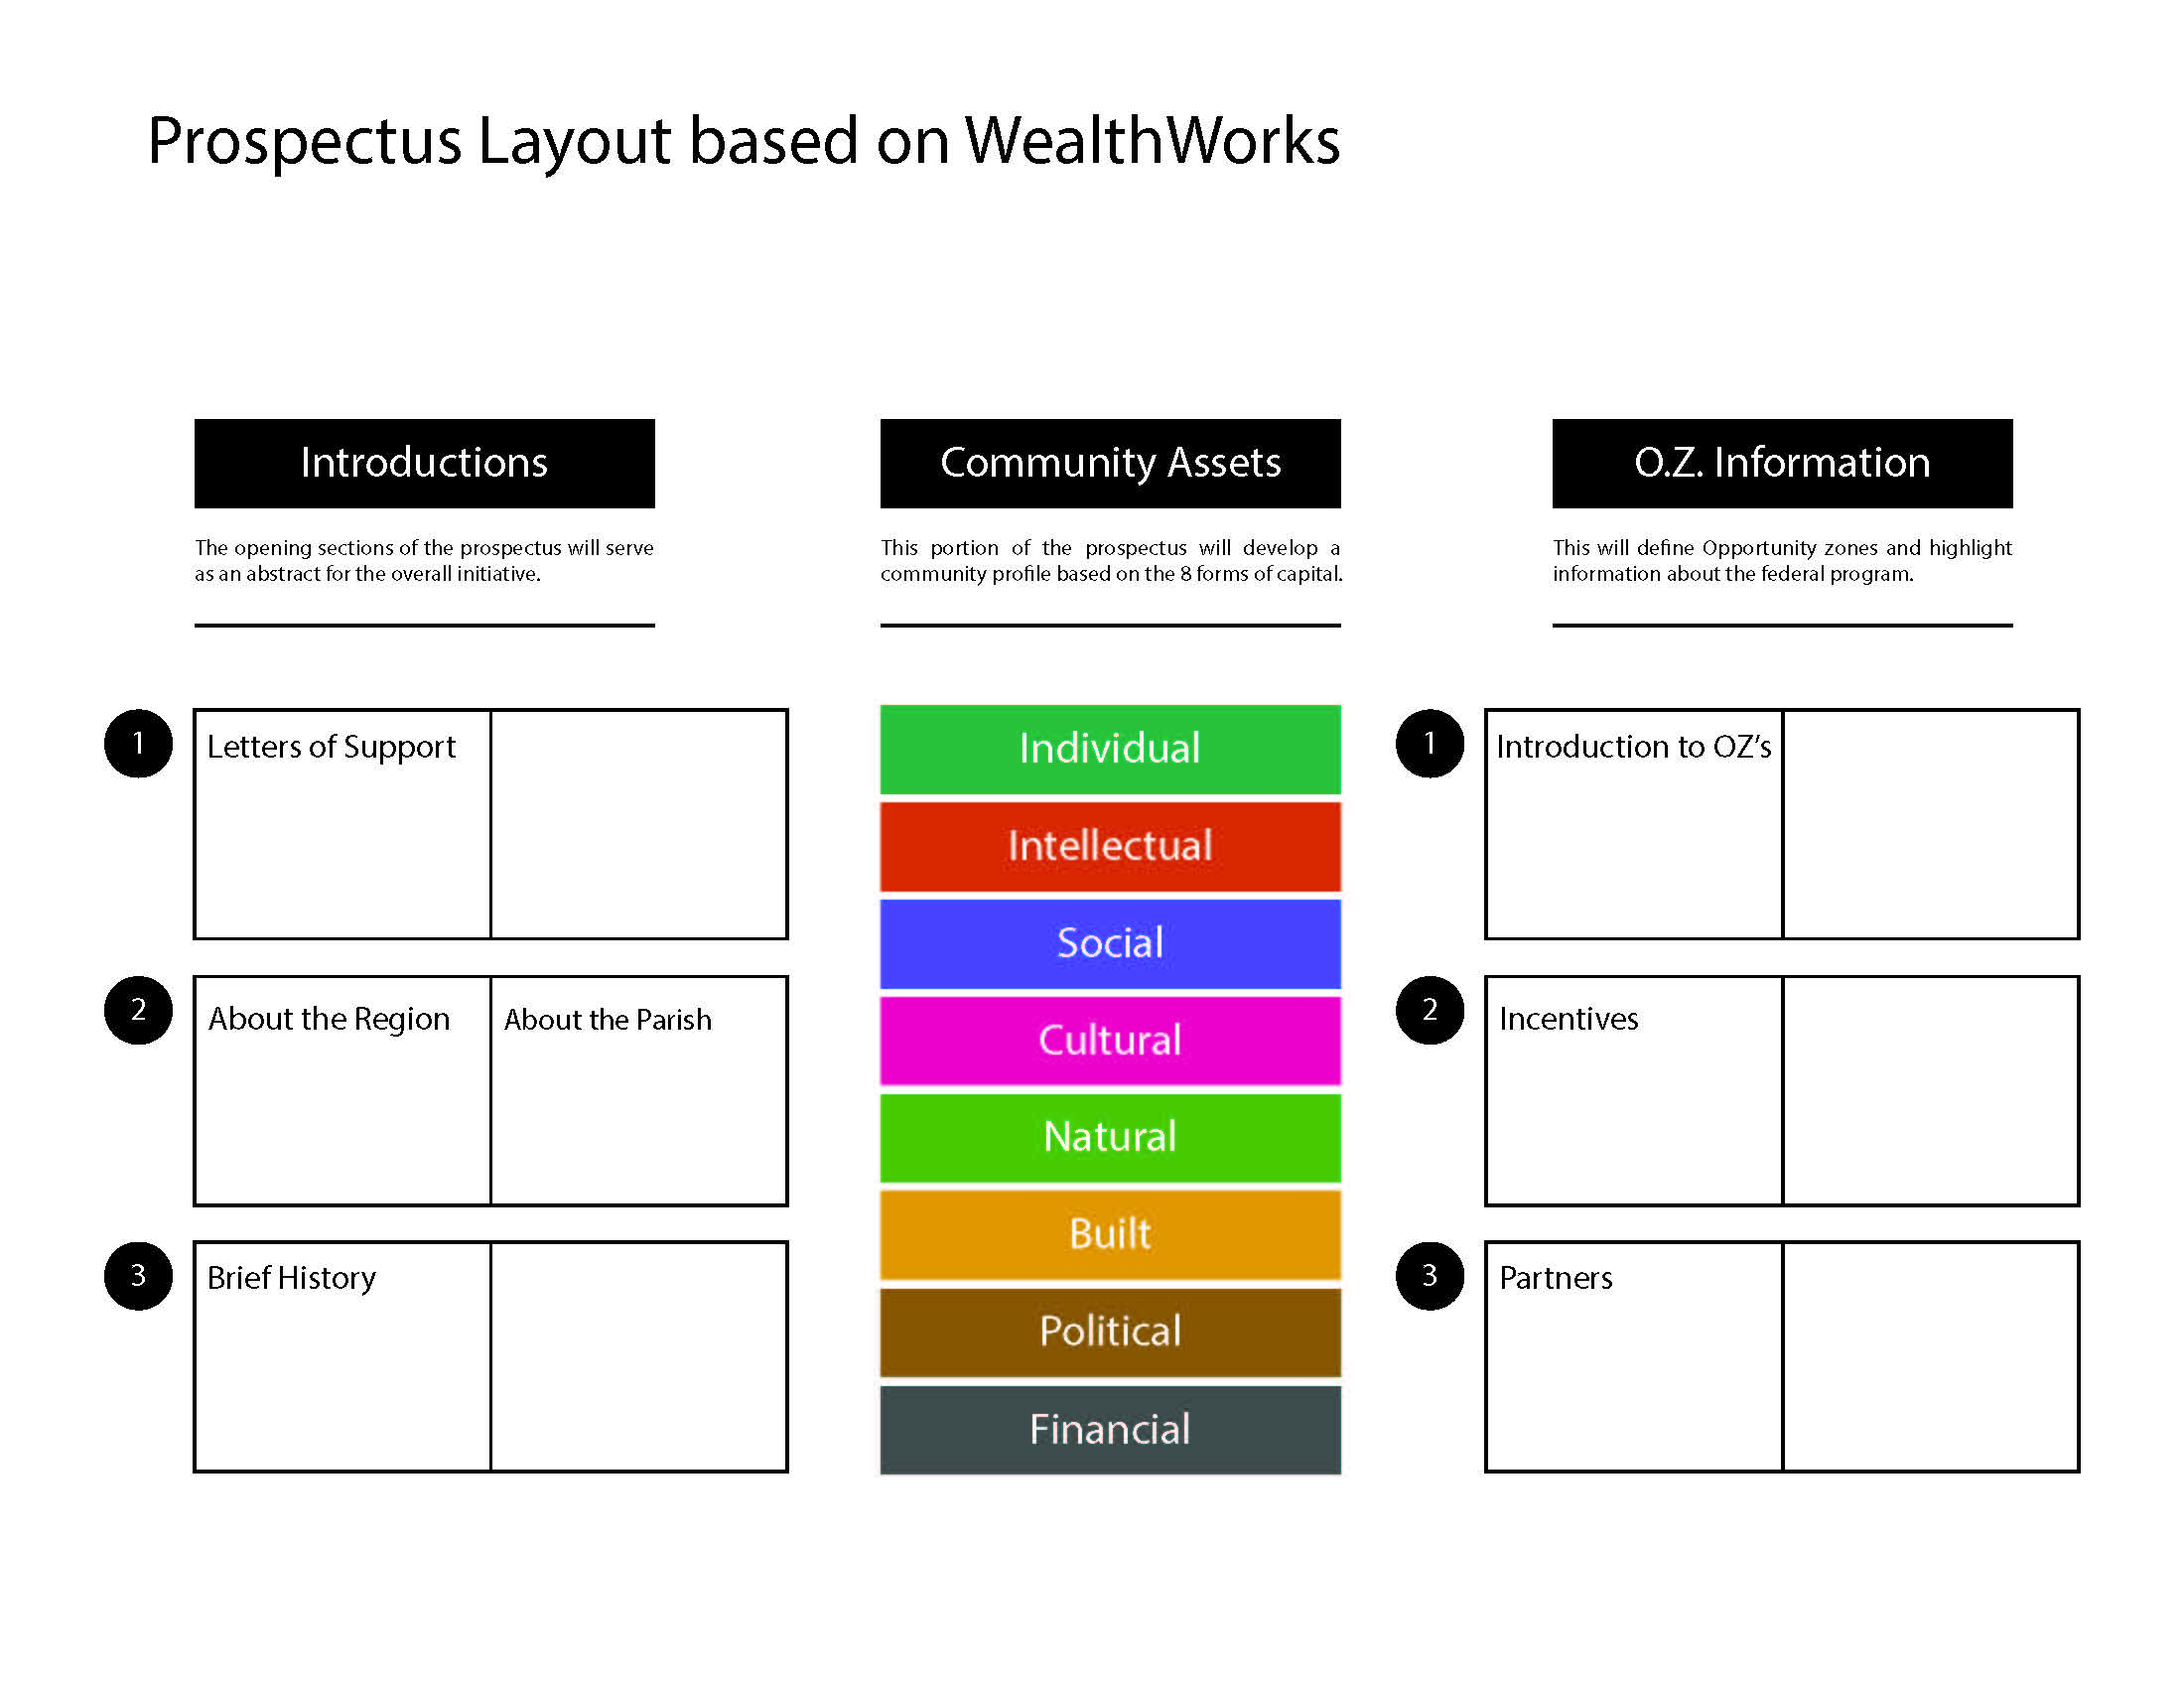 Prospectus Layout based on WealthWorks
Introductions
The opening sections of the prospectus will serve
as an abstract for the overall initiative.
1
Letters of Support
2
About the Region
About the Parish
3
Brief History
Community Assets
This portion of the prospectus will develop a
community profile based on the 8 forms of capital.
Individual
Intellectual
Social
Cultural
Natural
Built
Political
Financial
O.Z. Information
This will define Opportunity zones and highlight
information about the federal program.
1
Introduction to OZ’s
2
Incentives
3
Partners